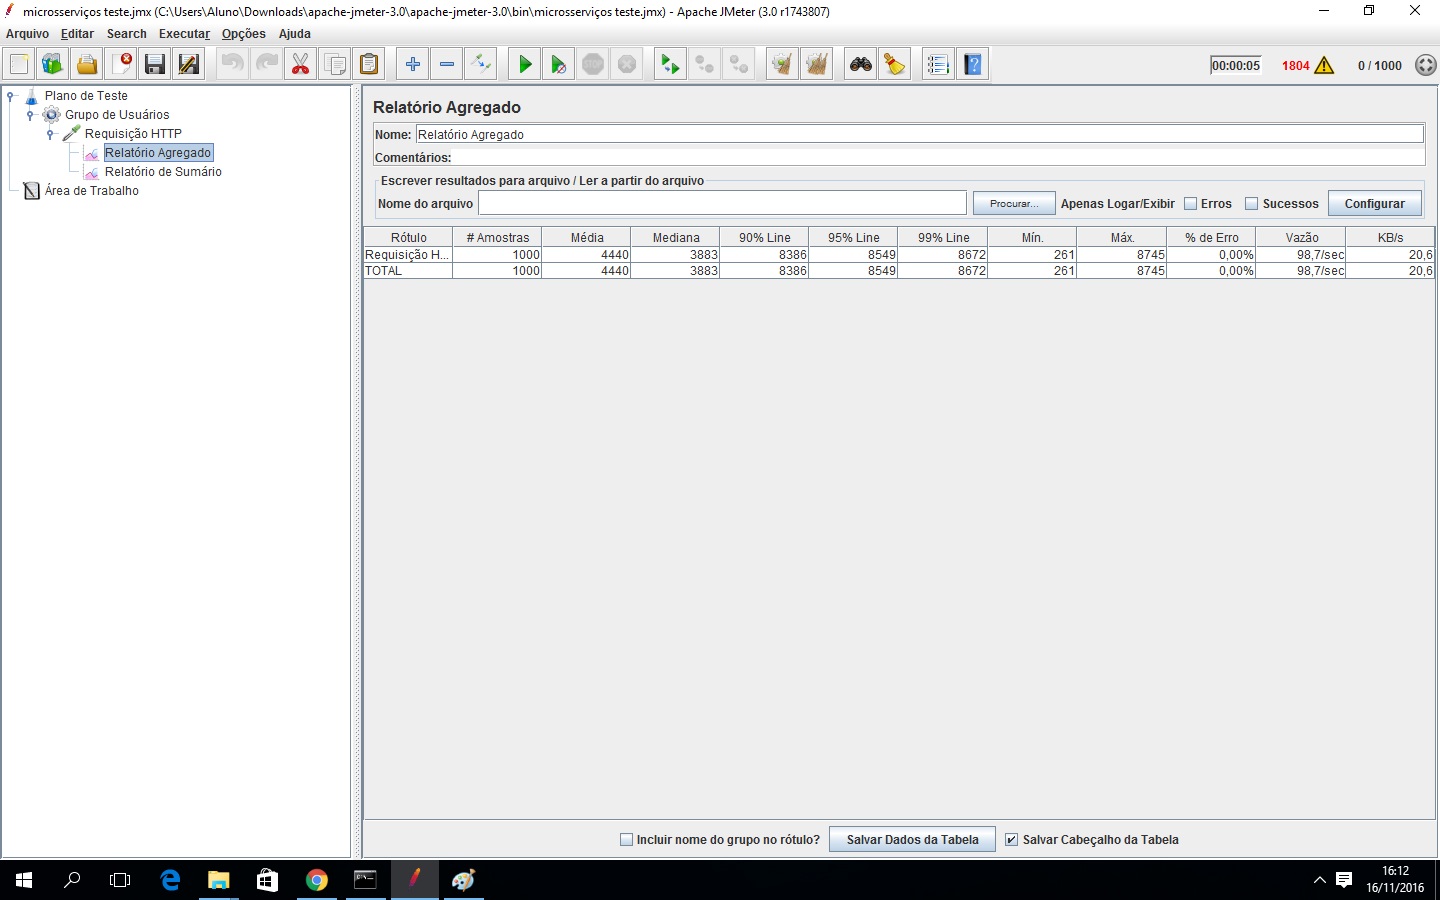 microsserviços teste.jmx (C:\Users\Aluno\Downloads\apache-jmeter-3.0\apache-jmeter-3.0\bin\microsserviços teste.jmx) - Apache JMeter (3.0 r1743807)
Arquivo Editar Search Executar Opções Ajuda
STOP 00:00:05 1804 0 / 1000
Plano de Teste
Grupo de Usuários
Requisição HTTP
Relatório Agregado
Relatório de Sumário
Área de Trabalho
Relatório Agregado
Nome: Relatório Agregado
Comentários:
Escrever resultados para arquivo / Ler a partir do arquivo
Nome do arquivo Procurar... Apenas Logar/Exibir Erros Sucessos Configurar
Rótulo # Amostras Média Mediana 90% Line 95% Line 99% Line Mín. Máx. % de Erro Vazão KB/s
Requisição H... 1000 4440 3883 8386 8549 8672 261 8745 0,00% 98,7/sec 20,6
TOTAL 1000 4440 3883 8386 8549 8672 261 8745 0,00% 98,7/sec 20,6
Incluir nome do grupo no rótulo? Salvar Dados da Tabela Salvar Cabeçalho da Tabela
16:12
16/11/2016